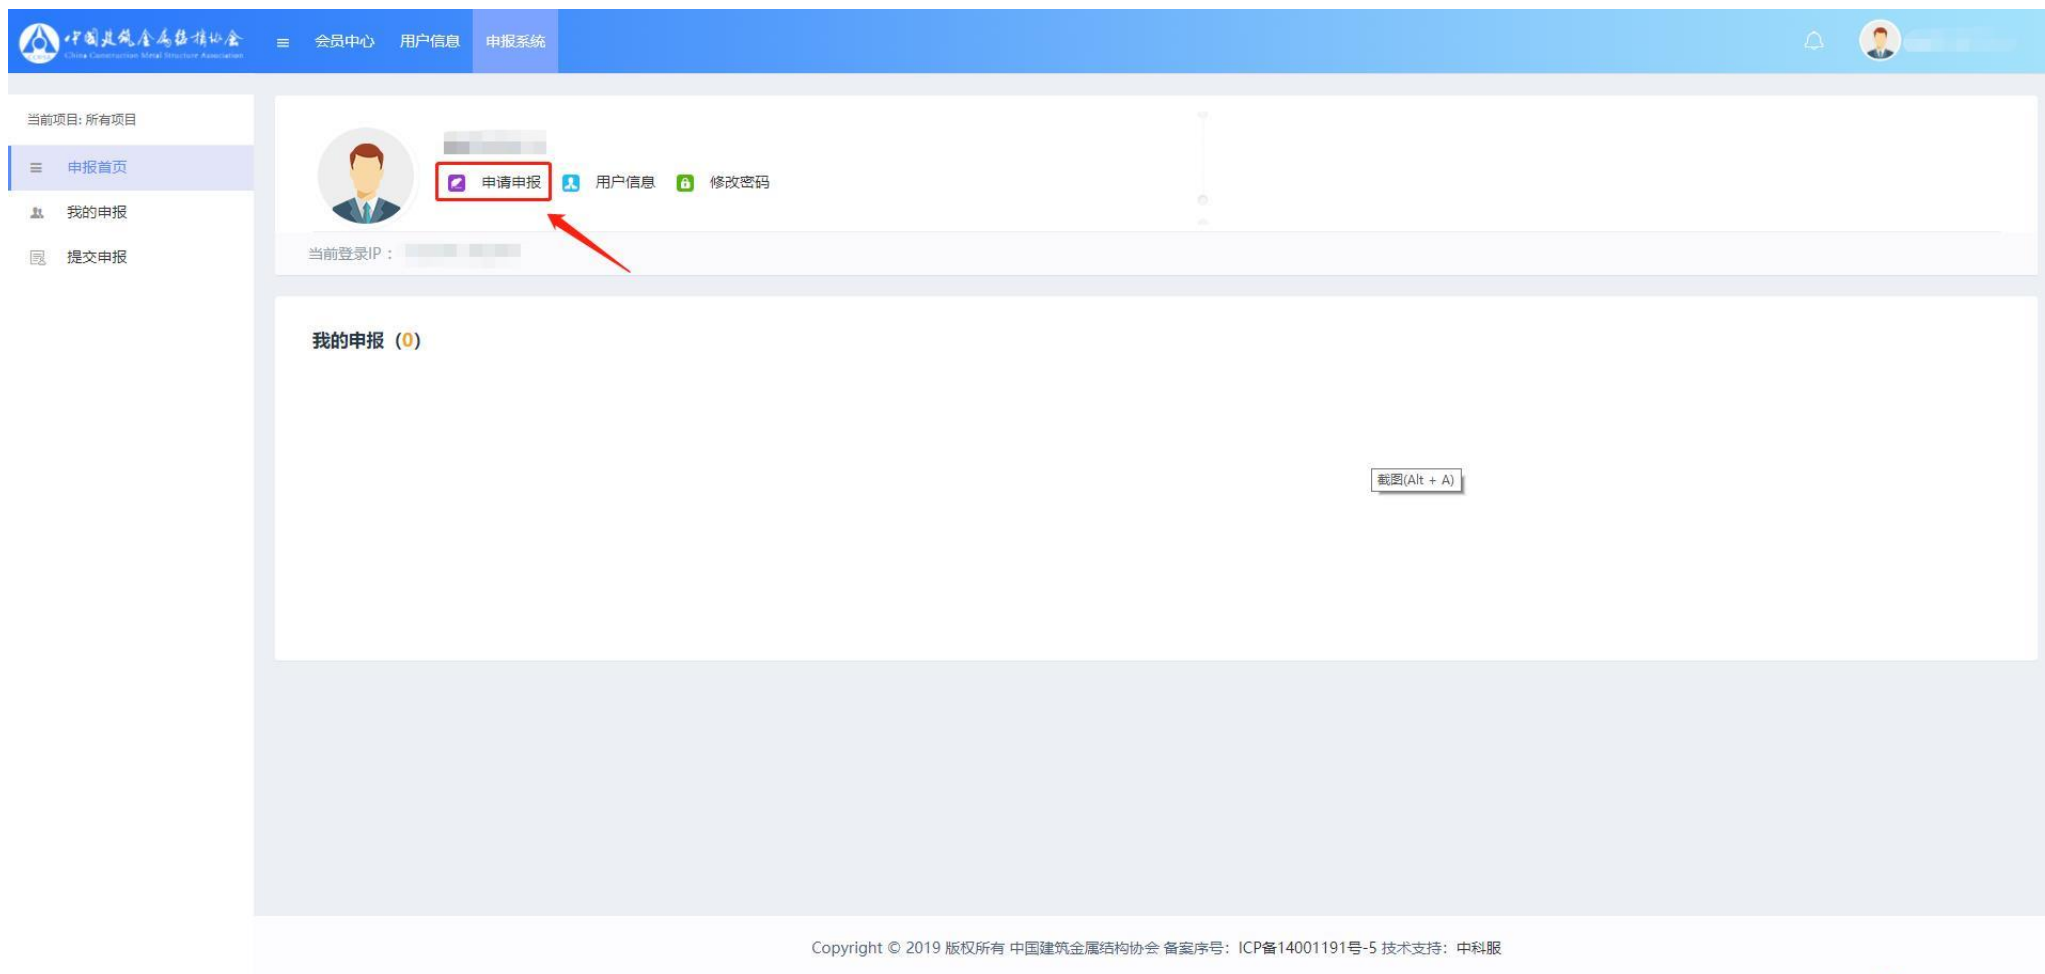 中国建筑金属结构协会
China Construction Metal Structure Association
会员中心 用户信息 申报系统
当前项目: 所有项目
申报首页
我的申报
提交申报
申请申报 用户信息 修改密码
当前登录IP：
我的申报（0）
截图(Alt + A)
Copyright © 2019 版权所有 中国建筑金属结构协会 备案序号：ICP备14001191号-5 技术支持：中科服